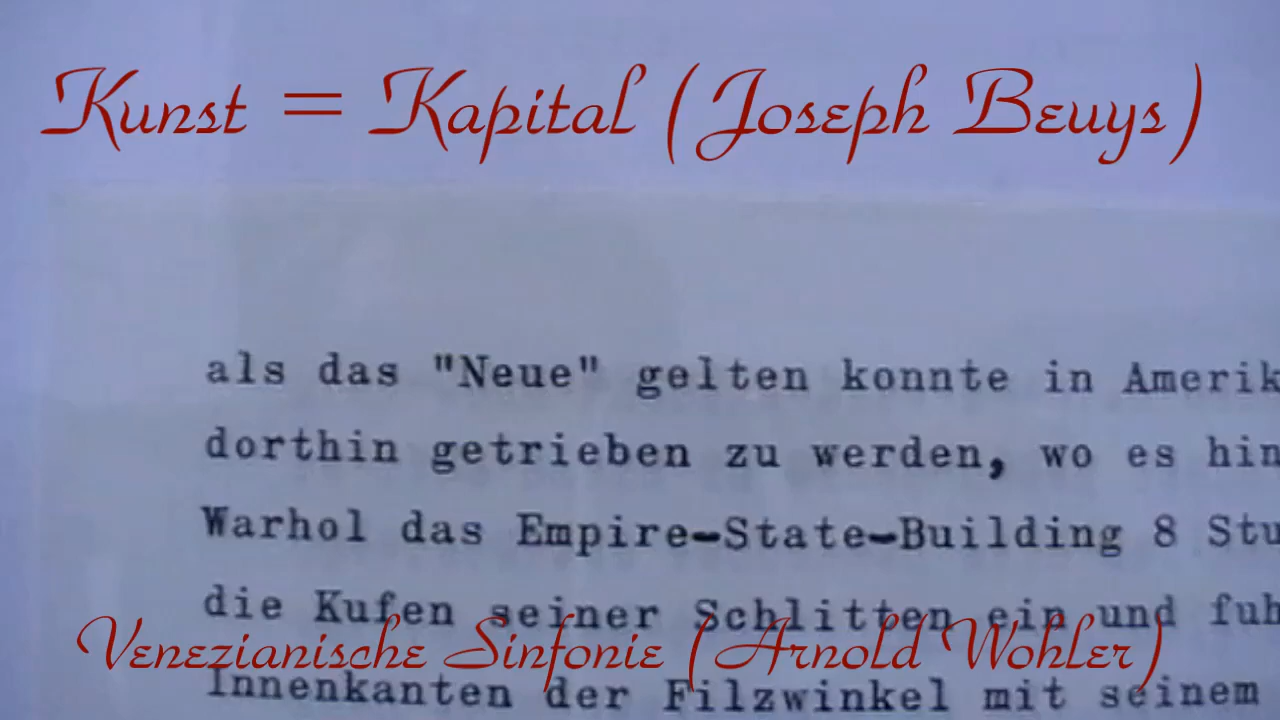 Kunst = Kapital (Joseph Beuys)
als das "Neue" gelten konnte in Amerik
dorthin getrieben zu werden, wo es hin
Warhol das Empire-State-Building 8 Stu
die Kufen seiner Schlitten ein und fuh
Venezianische Sinfonie (Arnold Wohler)
Innenkanten der Filzwinkel mit seinem